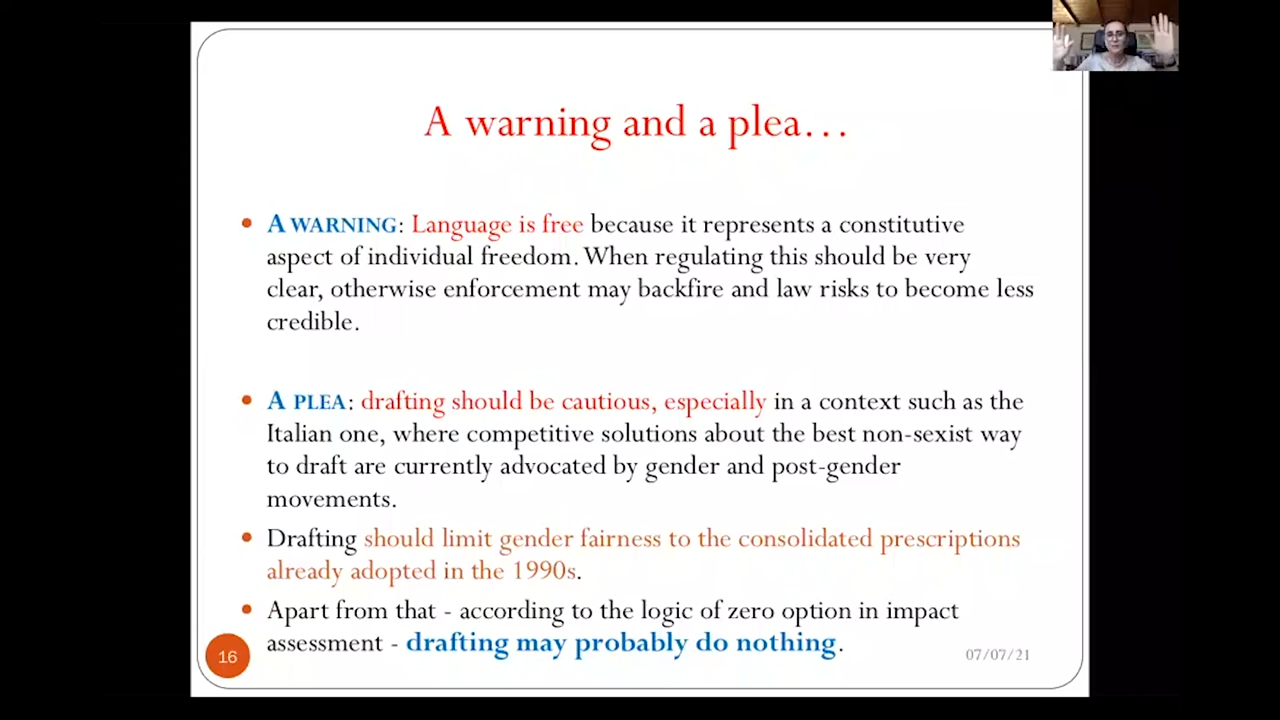 A warning and a plea...
• A WARNING: Language is free because it represents a constitutive
aspect of individual freedom. When regulating this should be very
clear, otherwise enforcement may backfire and law risks to become less
credible.
• A PLEA: drafting should be cautious, especially in a context such as the
Italian one, where competitive solutions about the best non-sexist way
to draft are currently advocated by gender and post-gender
movements.
• Drafting should limit gender fairness to the consolidated prescriptions
already adopted in the 1990s.
• Apart from that - according to the logic of zero option in impact
assessment - drafting may probably do nothing.
16
07/07/21